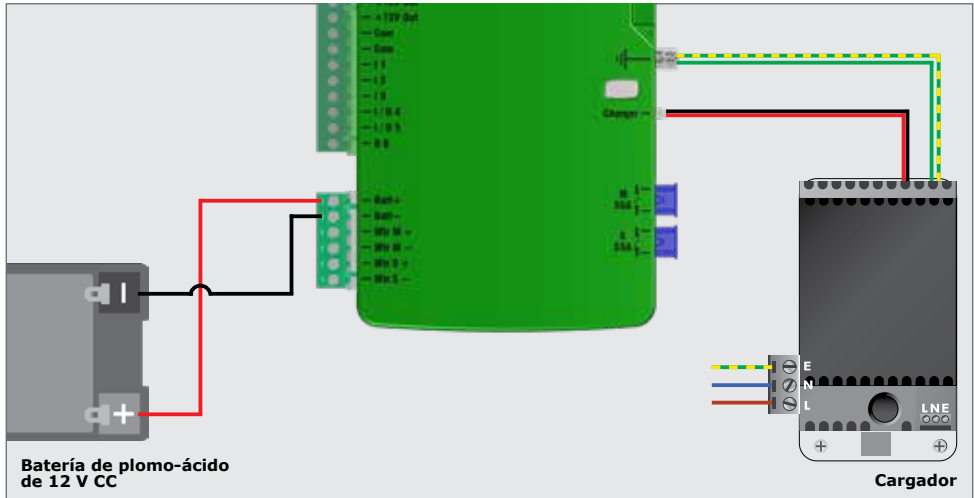 +12V Out
Com
Com
I 1
I 2
I 3
I/O 4
I/O 5
Charger
Batt+
Batt-
Mtr M +
Mtr M -
Mtr S +
Mtr S -
M
15A
S
15A
E
N
L
LNE
Batería de plomo-ácido
de 12 V CC
Cargador